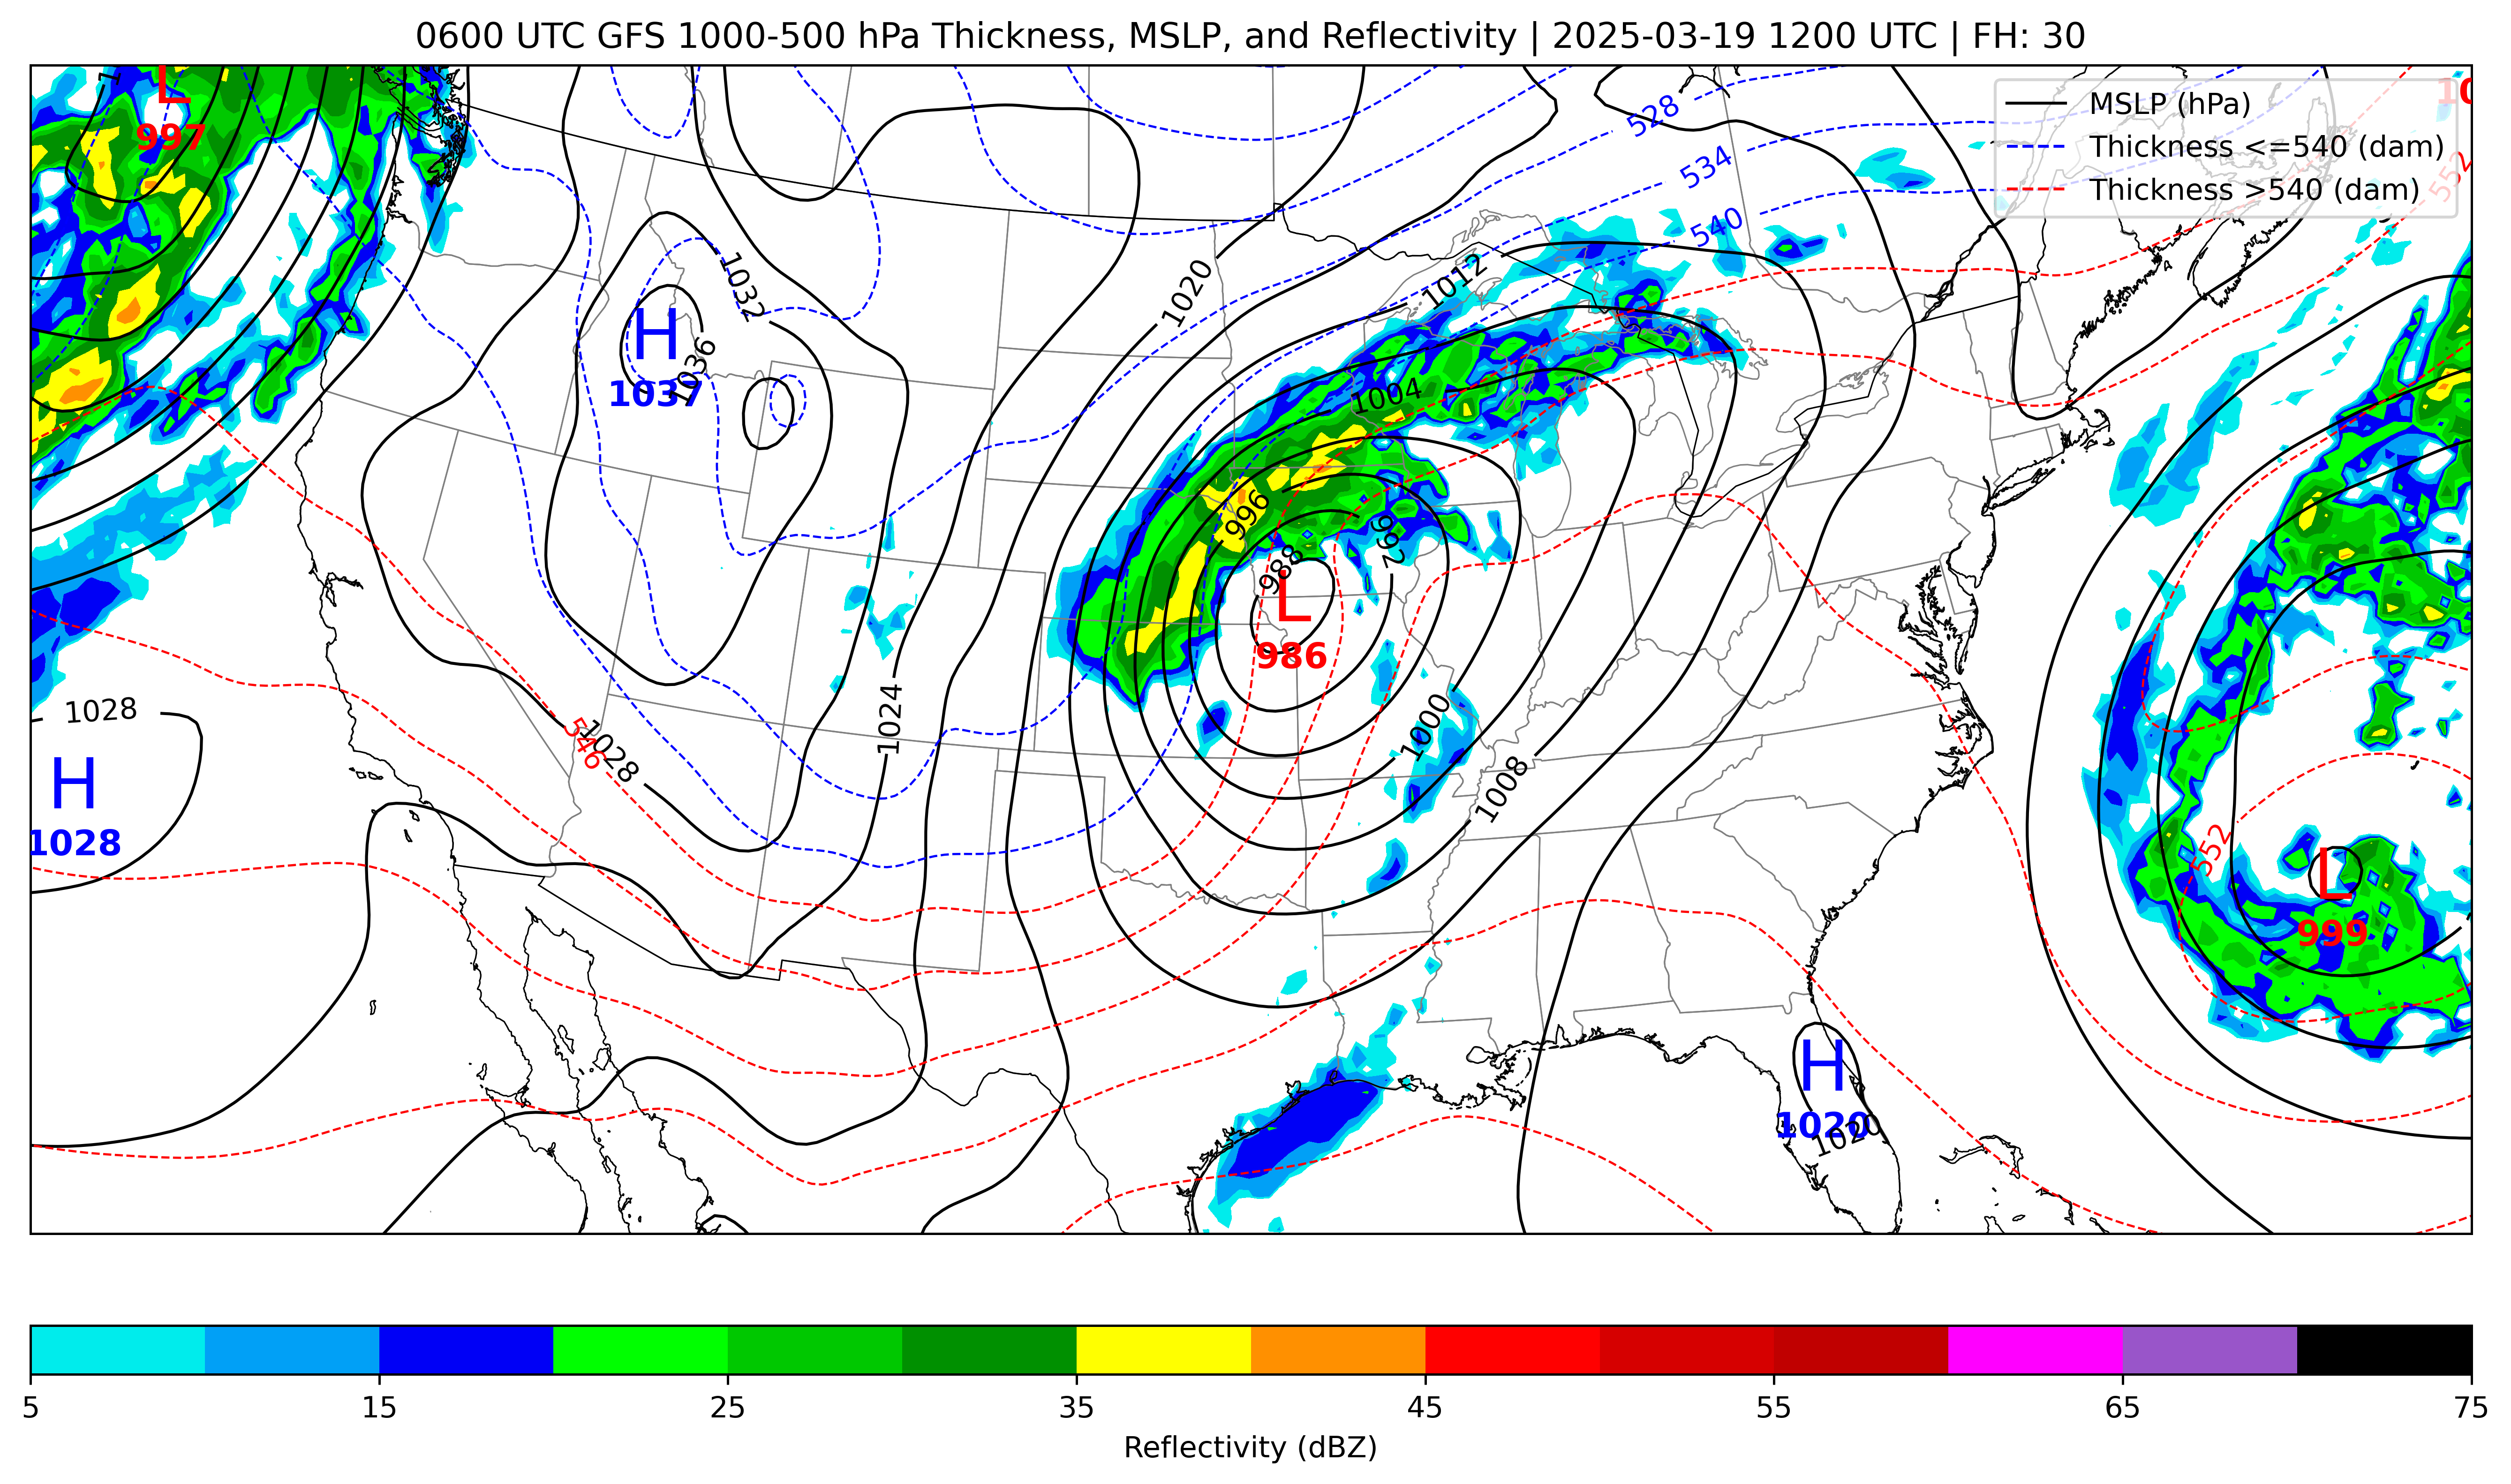 0600 UTC GFS 1000-500 hPa Thickness, MSLP, and Reflectivity | 2025-03-19 1200 UTC | FH: 30
MSLP (hPa)
Thickness <=540 (dam)
Thickness >540 (dam)
L
997
528
534
540
552
10
1032
H
1037
1036
1020
1012
1004
996
992
988
L
986
1028
H
1028
546
1028
1024
1000
1008
552
L
999
H
1020
1020
5 15 25 35 45 55 65 75
Reflectivity (dBZ)